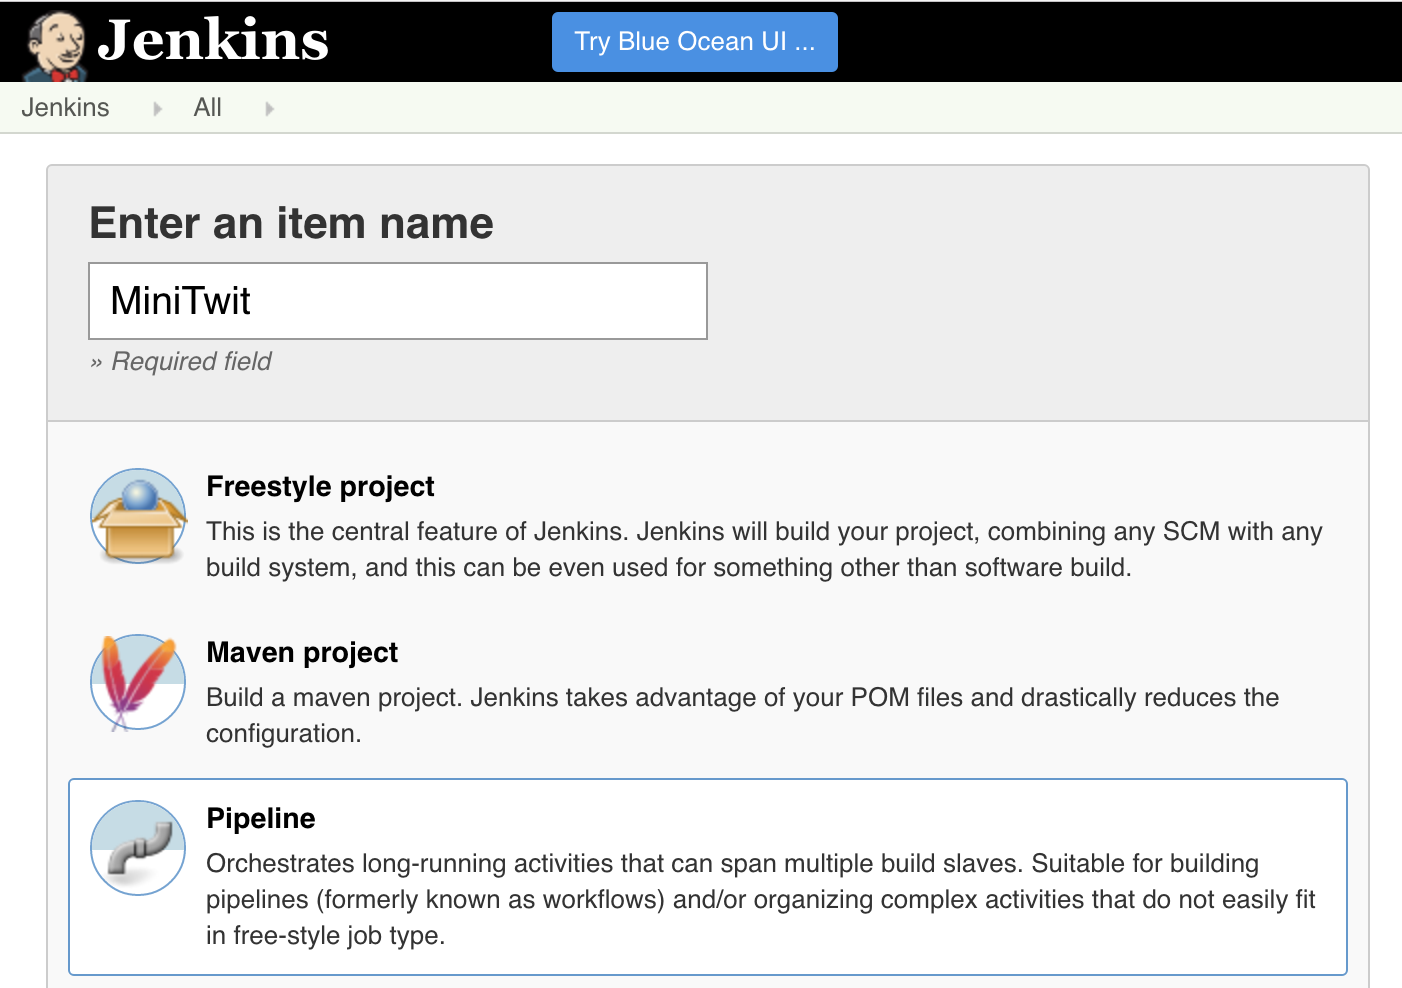 Jenkins
Try Blue Ocean UI ...
Jenkins
All
Enter an item name
MiniTwit
» Required field
Freestyle project
This is the central feature of Jenkins. Jenkins will build your project, combining any SCM with any
build system, and this can be even used for something other than software build.
Maven project
Build a maven project. Jenkins takes advantage of your POM files and drastically reduces the
configuration.
Pipeline
Orchestrates long-running activities that can span multiple build slaves. Suitable for building
pipelines (formerly known as workflows) and/or organizing complex activities that do not easily fit
in free-style job type.